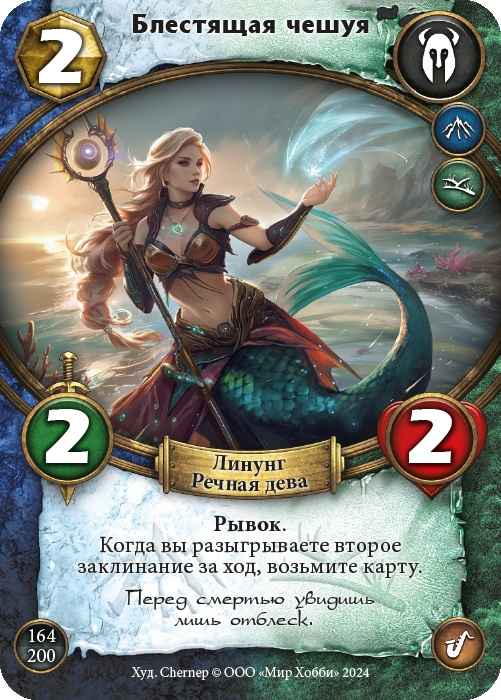 Блестящая чешуя
2
2
2
Линунг
Речная дева
Рывок.
Когда вы разыгрываете второе
заклинание за ход, возьмите карту.
Перед смертью увидишь
лишь отблеск.
164
200
Худ. Chernep © ООО «Мир Хобби» 2024